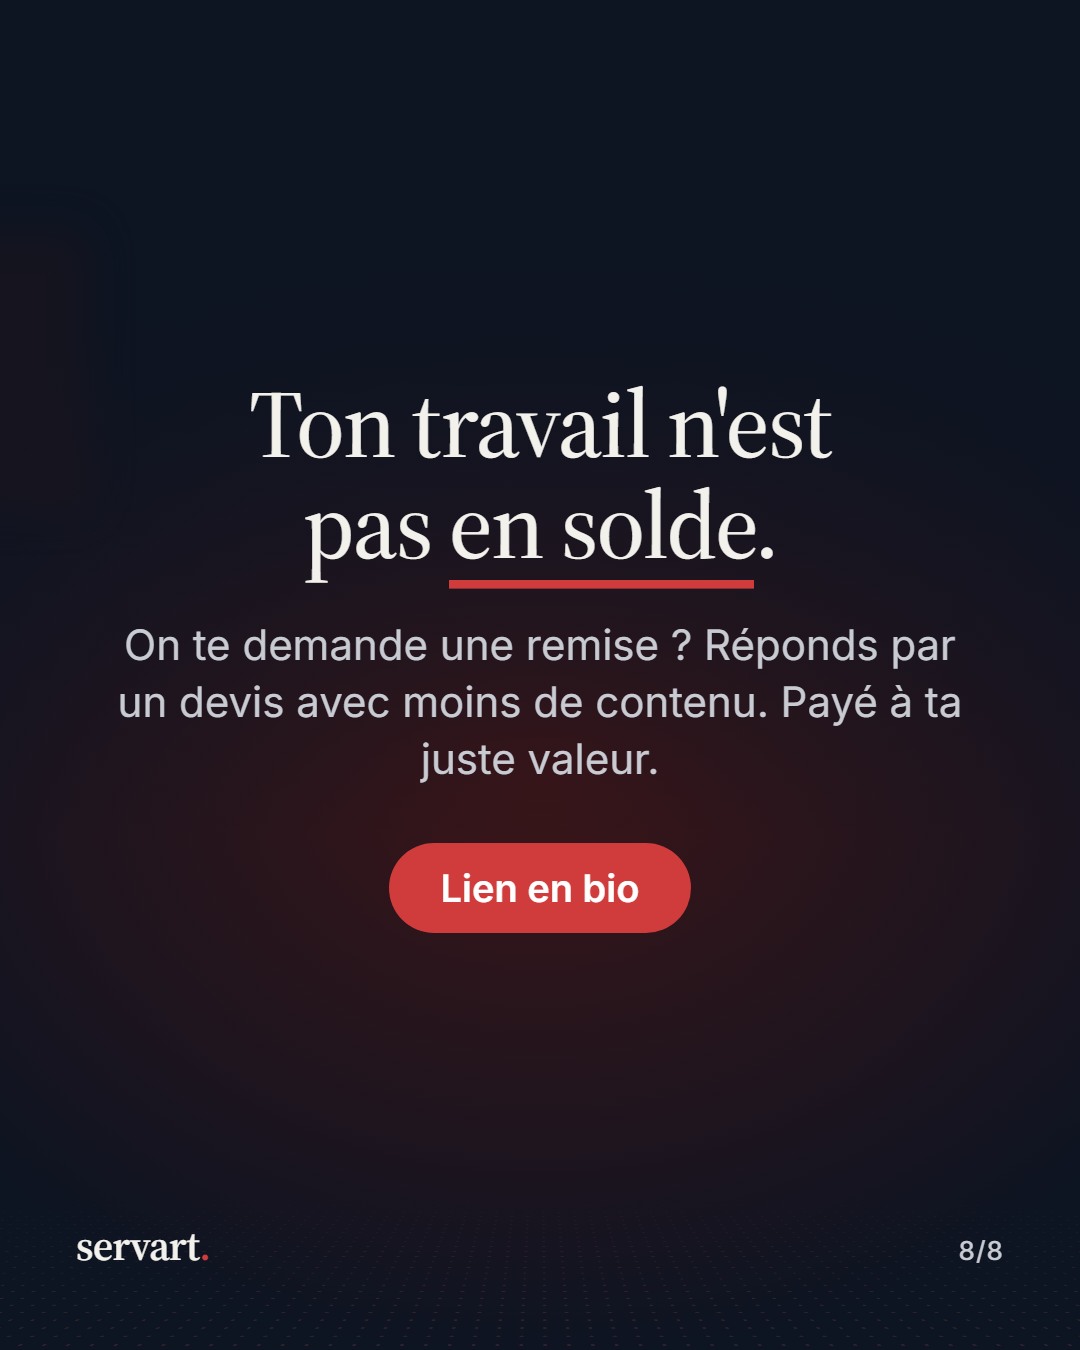 Ton travail n'est
pas en solde.
On te demande une remise ? Réponds par
un devis avec moins de contenu. Payé à ta
juste valeur.
Lien en bio
servart.
8/8